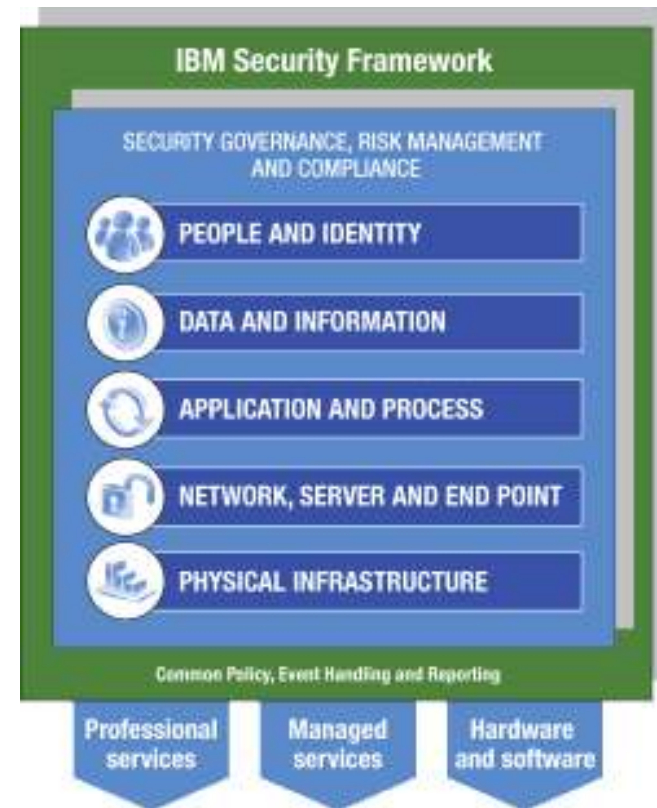 IBM Security Framework
SECURITY GOVERNANCE, RISK MANAGEMENT
AND COMPLIANCE
PEOPLE AND IDENTITY
DATA AND INFORMATION
APPLICATION AND PROCESS
NETWORK, SERVER AND END POINT
PHYSICAL INFRASTRUCTURE
Common Policy, Event Handling and Reporting
Professional
services
Managed
services
Hardware
and software